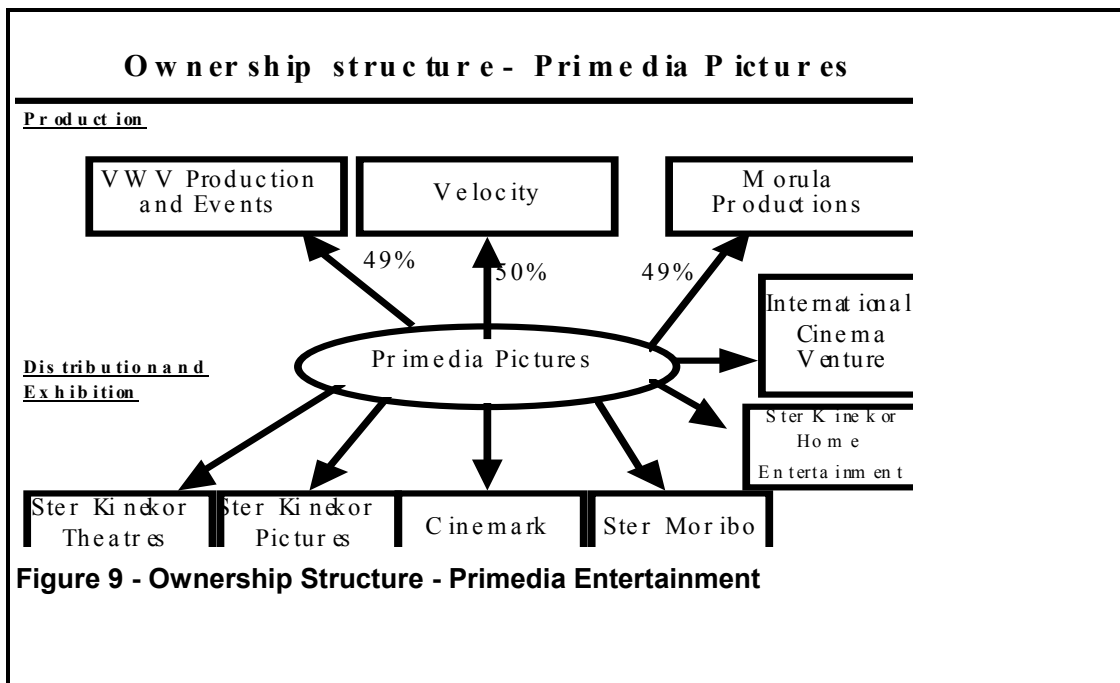 Ownership structure - Primedia Pictures
Production
VWV Production
and Events
Velocity
Morula
Productions
49%
50%
49%
International
Cinema
Venture
Primedia Pictures
Distribution and
Exhibition
Ster Kinekor
Home
Entertainment
Ster Kinekor
Theatres
Ster Kinekor
Pictures
Cinemark
Ster Moribo
Figure 9 - Ownership Structure - Primedia Entertainment